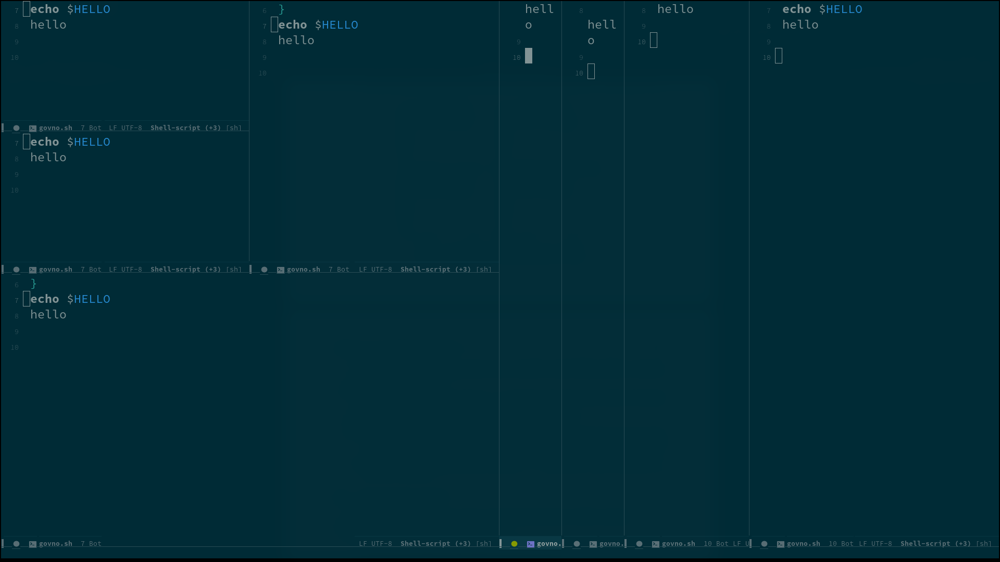 7 echo $HELLO
8 hello
9
10
govno.sh 7 Bot LF UTF-8 Shell-script (+3) [sh]
7 echo $HELLO
8 hello
9
10
govno.sh 7 Bot LF UTF-8 Shell-script (+3) [sh]
6 }
7 echo $HELLO
8 hello
9
10
govno.sh 7 Bot LF UTF-8 Shell-script (+3) [sh]
6 }
7 echo $HELLO
8 hello
9
10
govno.sh 7 Bot LF UTF-8 Shell-script (+3) [sh]
hell
o
9
10
govno.
8
hell
o
9
10
govno.
8 hello
9
10
govno.sh 10 Bot LF U
7 echo $HELLO
8 hello
9
10
govno.sh 10 Bot LF UTF-8 Shell-script (+3) [sh]